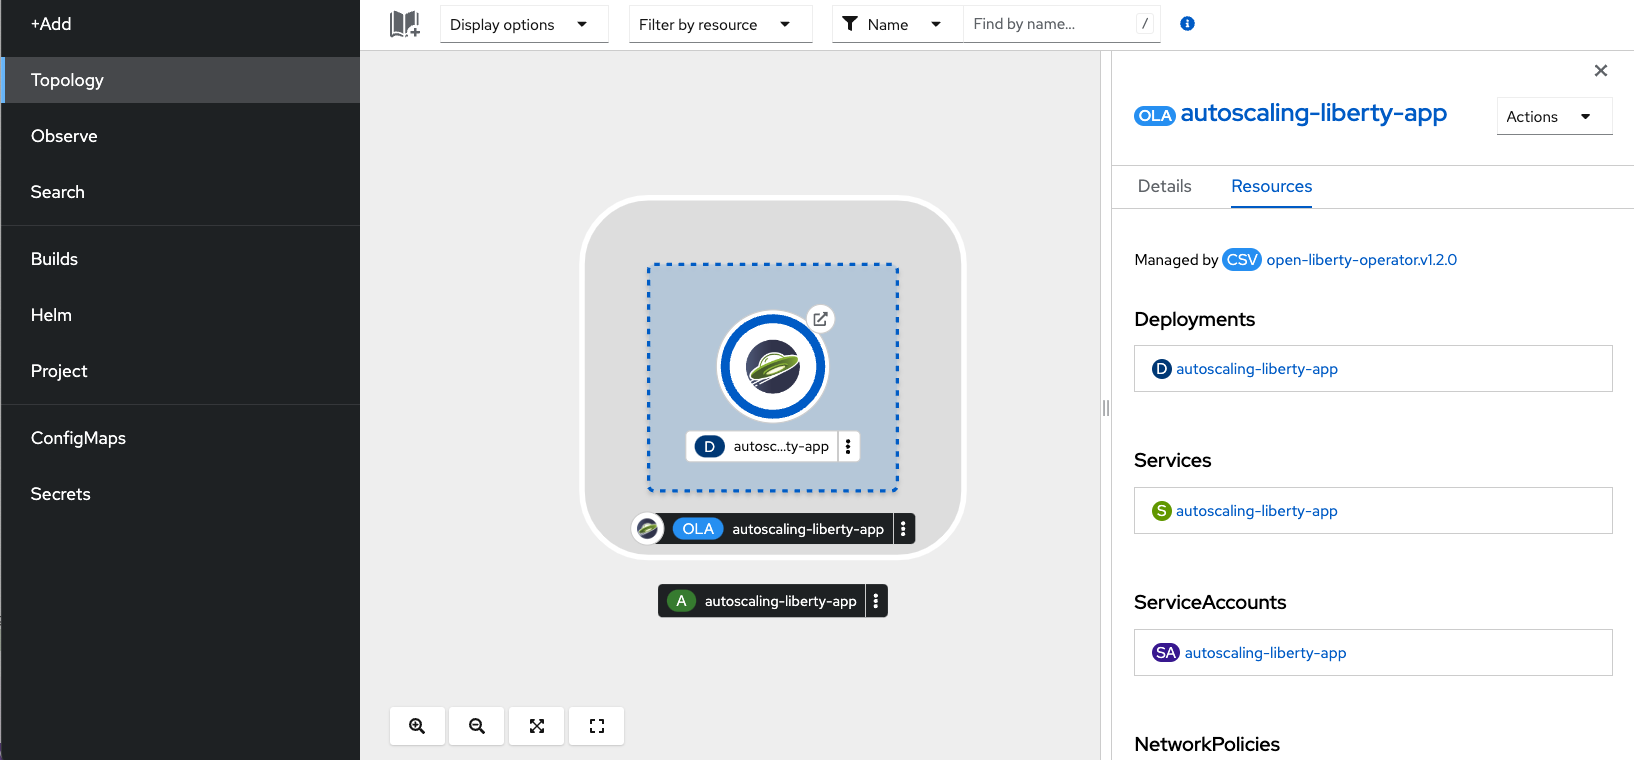 +Add
Topology
Observe
Search
Builds
Helm
Project
ConfigMaps
Secrets
Display options
Filter by resource
Name
Find by name...
/
D autosc...ty-app
OLA autoscaling-liberty-app
A autoscaling-liberty-app
OLA autoscaling-liberty-app
Actions
Details Resources
Managed by CSV open-liberty-operator.v1.2.0
Deployments
D autoscaling-liberty-app
Services
S autoscaling-liberty-app
ServiceAccounts
SA autoscaling-liberty-app
NetworkPolicies